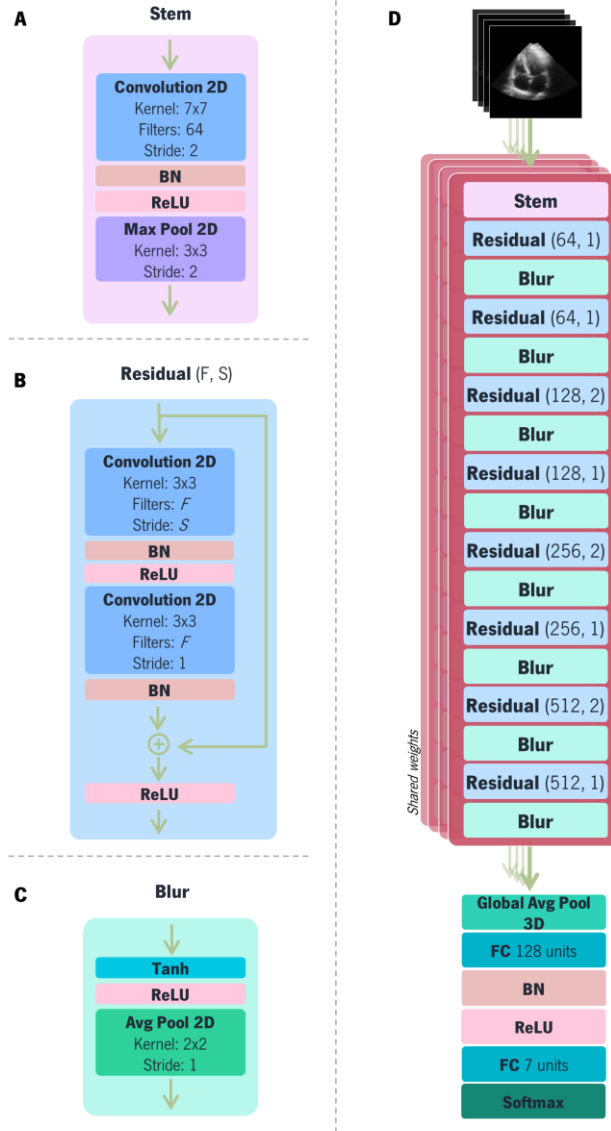 A
Stem
Convolution 2D
Kernel: 7x7
Filters: 64
Stride: 2
BN
ReLU
Max Pool 2D
Kernel: 3x3
Stride: 2
B
Residual (F, S)
Convolution 2D
Kernel: 3x3
Filters: F
Stride: S
BN
ReLU
Convolution 2D
Kernel: 3x3
Filters: F
Stride: 1
BN
ReLU
C
Blur
Tanh
ReLU
Avg Pool 2D
Kernel: 2x2
Stride: 1
D
Stem
Residual (64, 1)
Blur
Residual (64, 1)
Blur
Residual (128, 2)
Blur
Residual (128, 1)
Blur
Residual (256, 2)
Blur
Residual (256, 1)
Blur
Residual (512, 2)
Blur
Residual (512, 1)
Blur
Shared weights
Global Avg Pool
3D
FC 128 units
BN
ReLU
FC 7 units
Softmax